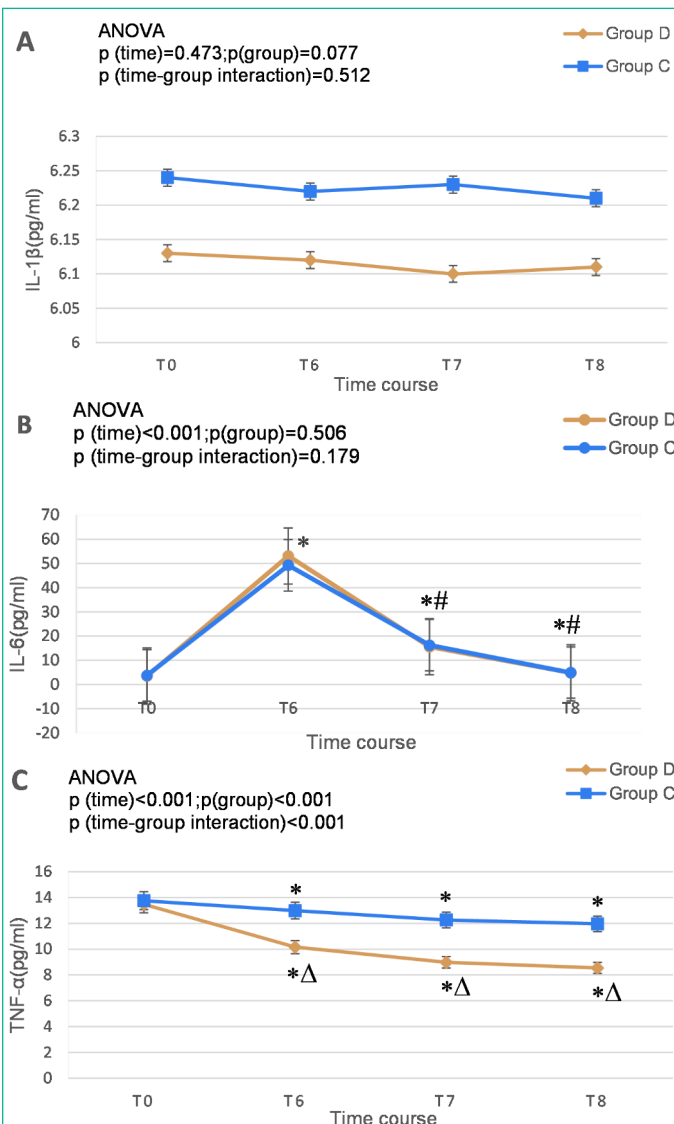 A
ANOVA
p (time)=0.473;p(group)=0.077
p (time-group interaction)=0.512
Group D
Group C
IL-1β(pg/ml)
6.3
6.25
6.2
6.15
6.1
6.05
6
T0 T6 T7 T8
Time course
B
ANOVA
p (time)<0.001;p(group)=0.506
p (time-group interaction)=0.179
Group D
Group C
IL-6(pg/ml)
70
60
50
40
30
20
10
0
-10
-20
*
*#
*#
T0 T6 T7 T8
Time course
C
ANOVA
p (time)<0.001;p(group)<0.001
p (time-group interaction)<0.001
Group D
Group C
TNF-α(pg/ml)
16
14
12
10
8
6
4
2
0
* * *
*Δ *Δ *Δ
T0 T6 T7 T8
Time course